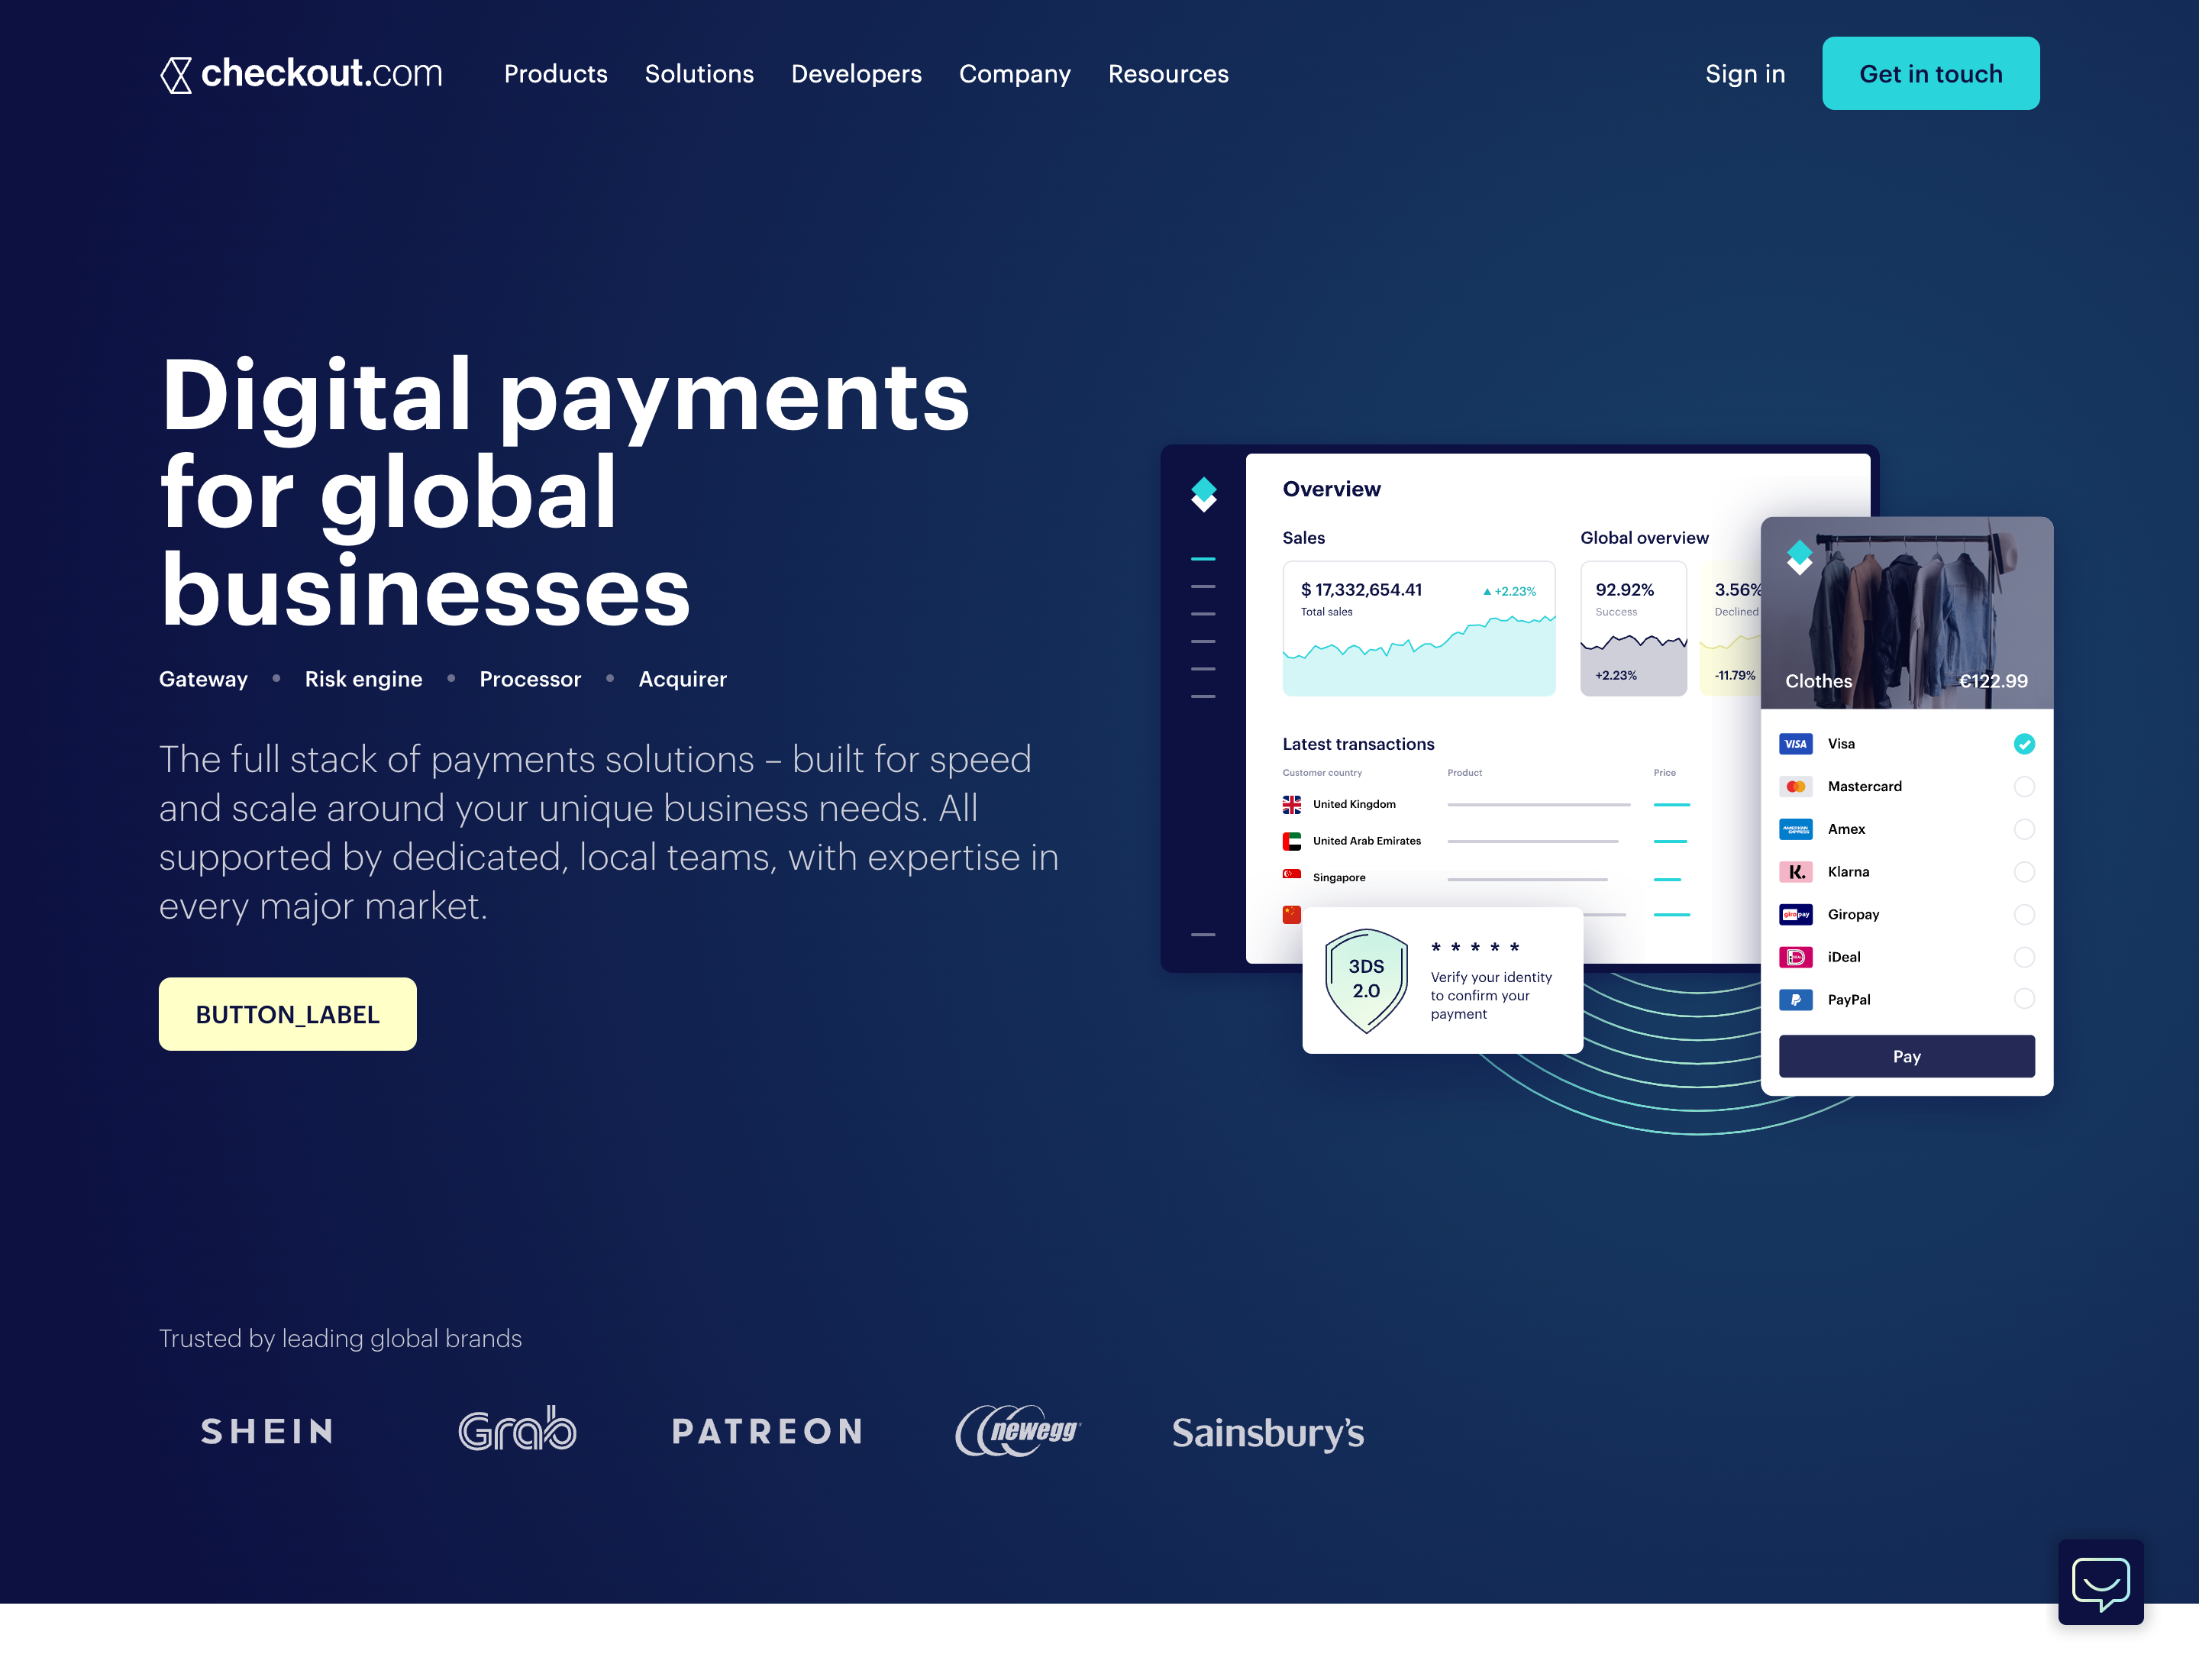 checkout.com
Products Solutions Developers Company Resources
Sign in
Get in touch
Digital payments
for global
businesses
Gateway • Risk engine • Processor • Acquirer
The full stack of payments solutions – built for speed
and scale around your unique business needs. All
supported by dedicated, local teams, with expertise in
every major market.
BUTTON_LABEL
Overview
Sales
$ 17,332,654.41
▲ +2.23%
Total sales
Global overview
92.92%
Success
+2.23%
3.56%
Declined
-11.79%
Latest transactions
Customer country Product Price
United Kingdom
United Arab Emirates
Singapore
3DS
2.0
* * * * *
Verify your identity
to confirm your
payment
Clothes €122.99
VISA Visa
Mastercard
AMERICAN EXPRESS Amex
K. Klarna
giropay Giropay
iDeal
PayPal
Pay
Trusted by leading global brands
SHEIN Grab PATREON newegg Sainsbury's